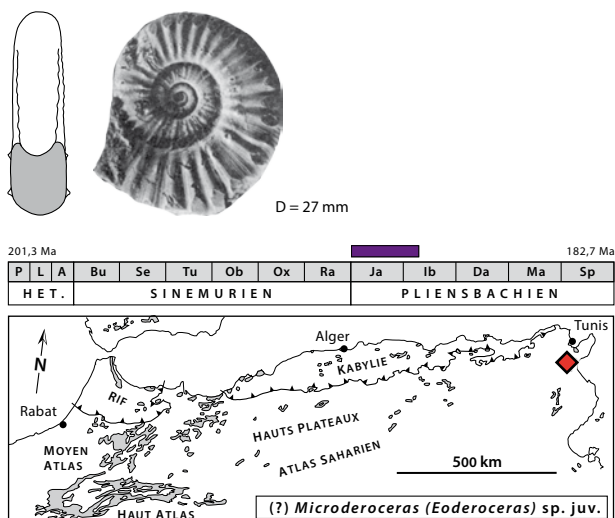 D = 27 mm
201,3 Ma 182,7 Ma
P L A Bu Se Tu Ob Ox Ra Ja Ib Da Ma Sp
HET. SINEMURIEN PLIENSBACHIEN
Tunis
Alger
KABYLIE
N
RIF
Rabat
HAUTS PLATEAUX
MOYEN
ATLAS
ATLAS SAHARIEN
500 km
HAUT ATLAS
(?) Microderoceras (Eoderoceras) sp. juv.